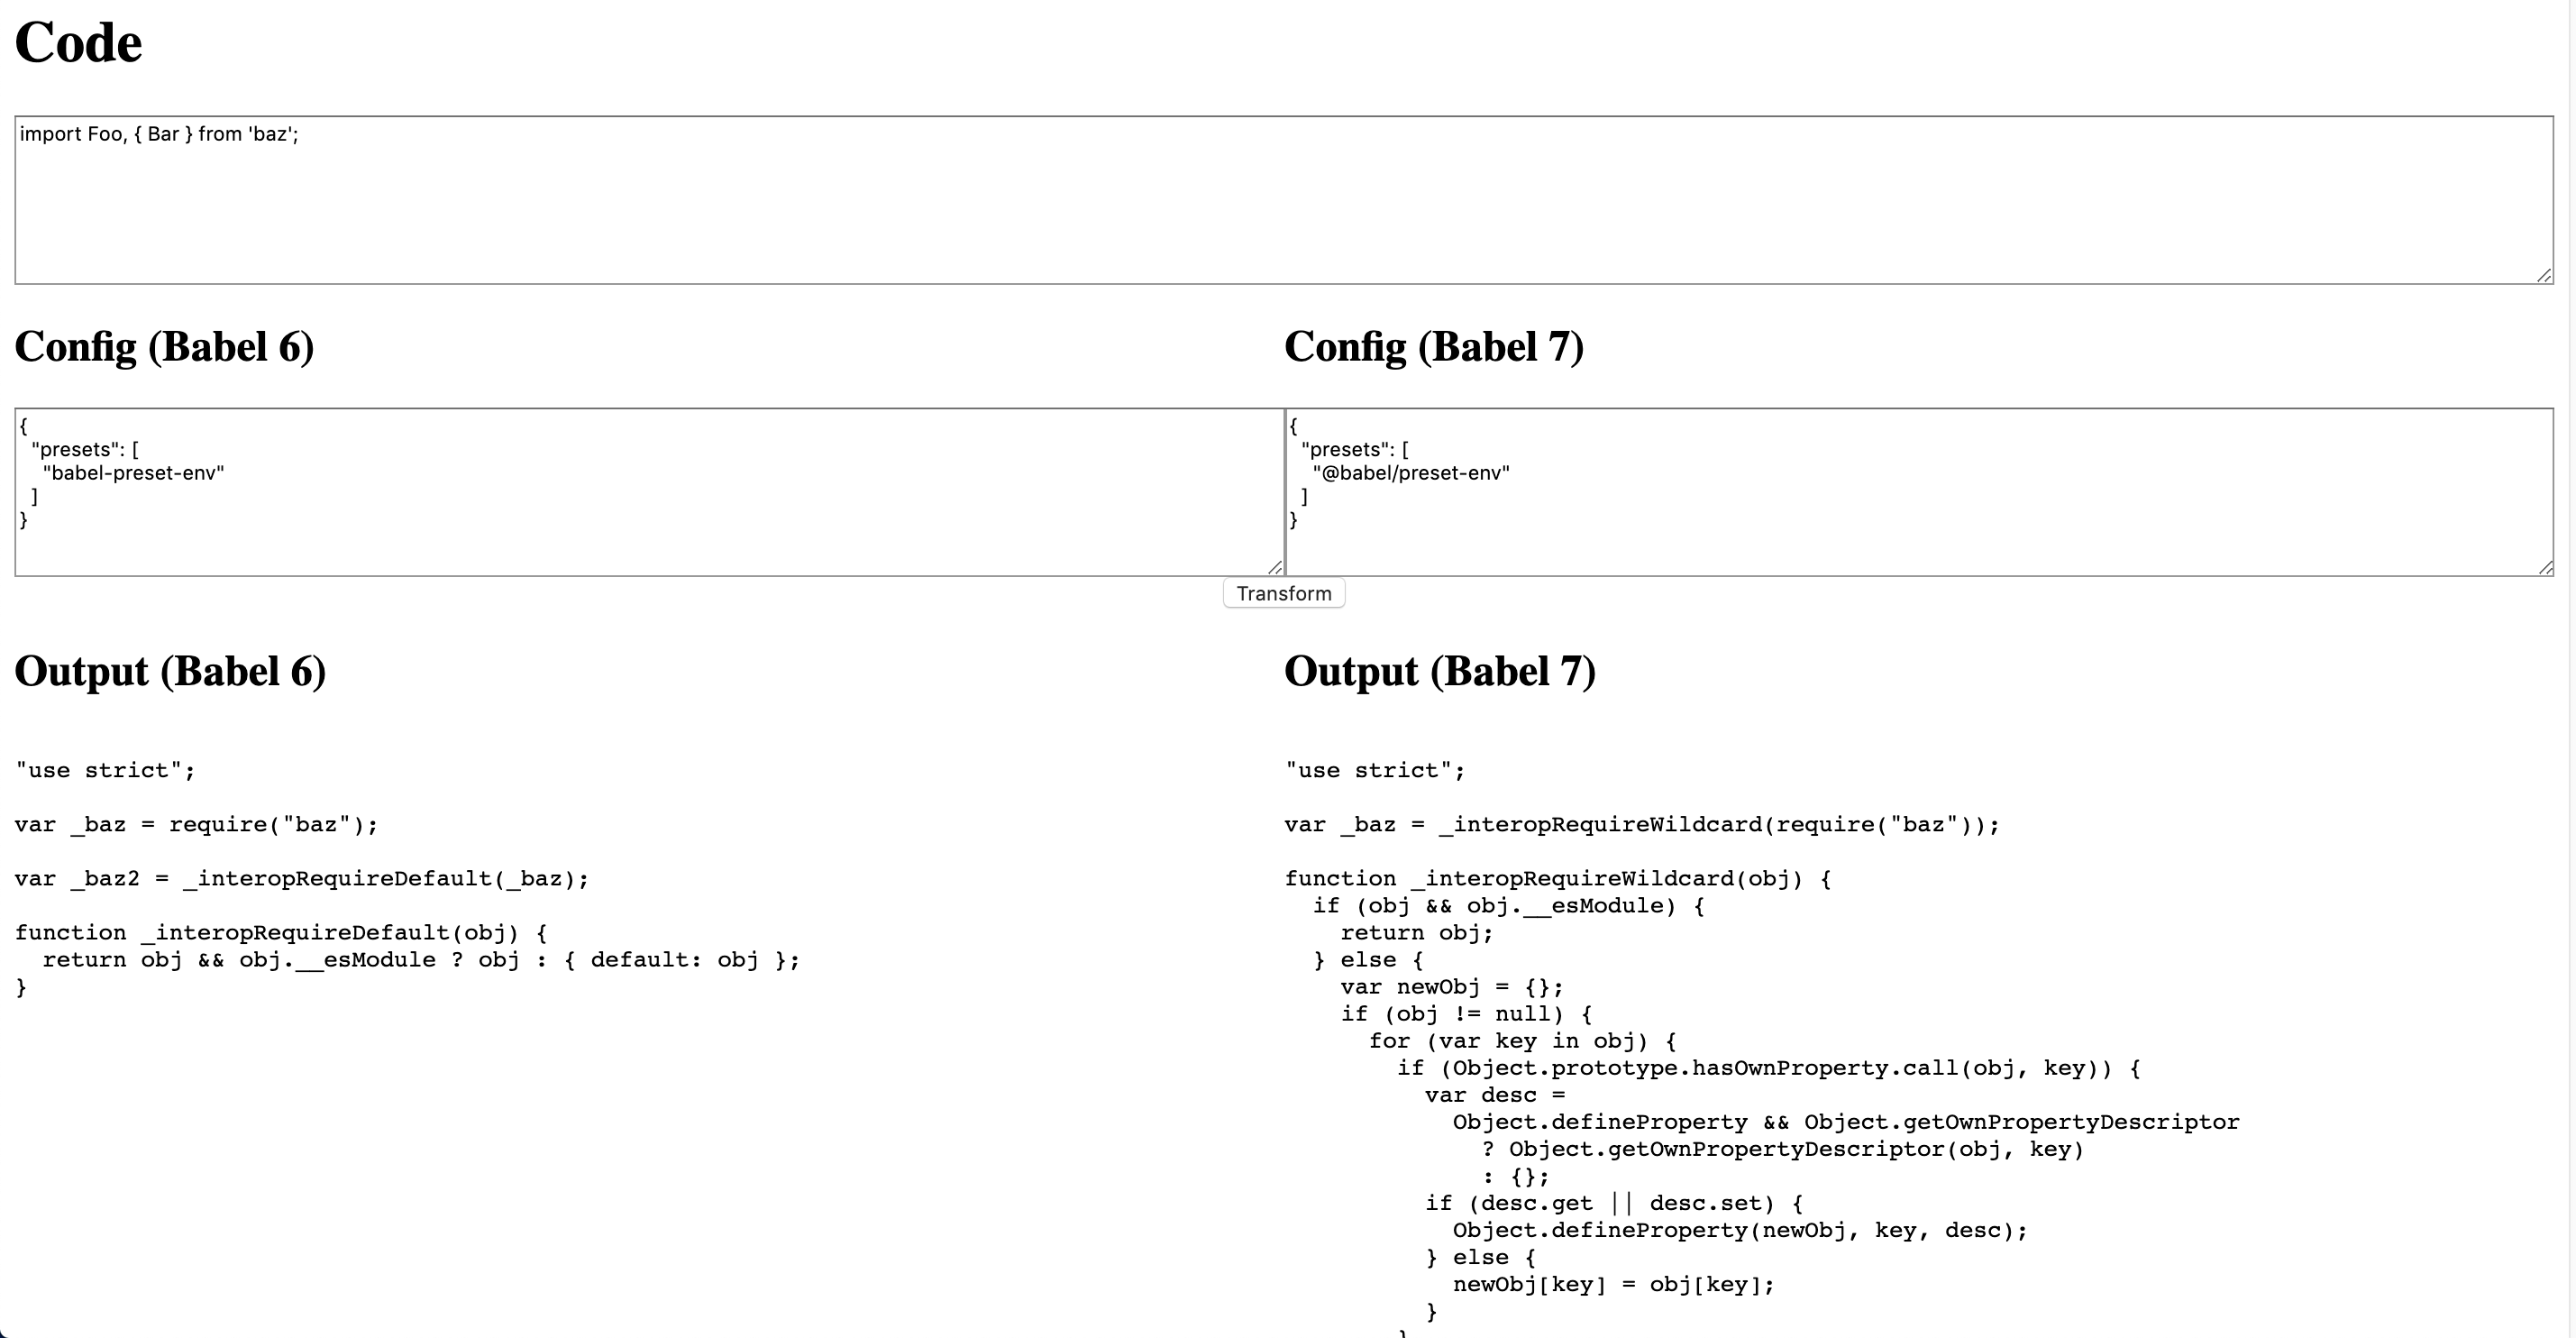 Code
import Foo, { Bar } from 'baz';
Config (Babel 6)
{
  "presets": [
    "babel-preset-env"
  ]
}
Config (Babel 7)
{
  "presets": [
    "@babel/preset-env"
  ]
}
Transform
Output (Babel 6)
"use strict";
var _baz = require("baz");
var _baz2 = _interopRequireDefault(_baz);
function _interopRequireDefault(obj) {
  return obj && obj.__esModule ? obj : { default: obj };
}
Output (Babel 7)
"use strict";
var _baz = _interopRequireWildcard(require("baz"));
function _interopRequireWildcard(obj) {
  if (obj && obj.__esModule) {
    return obj;
  } else {
    var newObj = {};
    if (obj != null) {
      for (var key in obj) {
        if (Object.prototype.hasOwnProperty.call(obj, key)) {
          var desc =
            Object.defineProperty && Object.getOwnPropertyDescriptor
              ? Object.getOwnPropertyDescriptor(obj, key)
              : {};
          if (desc.get || desc.set) {
            Object.defineProperty(newObj, key, desc);
          } else {
            newObj[key] = obj[key];
          }
        }